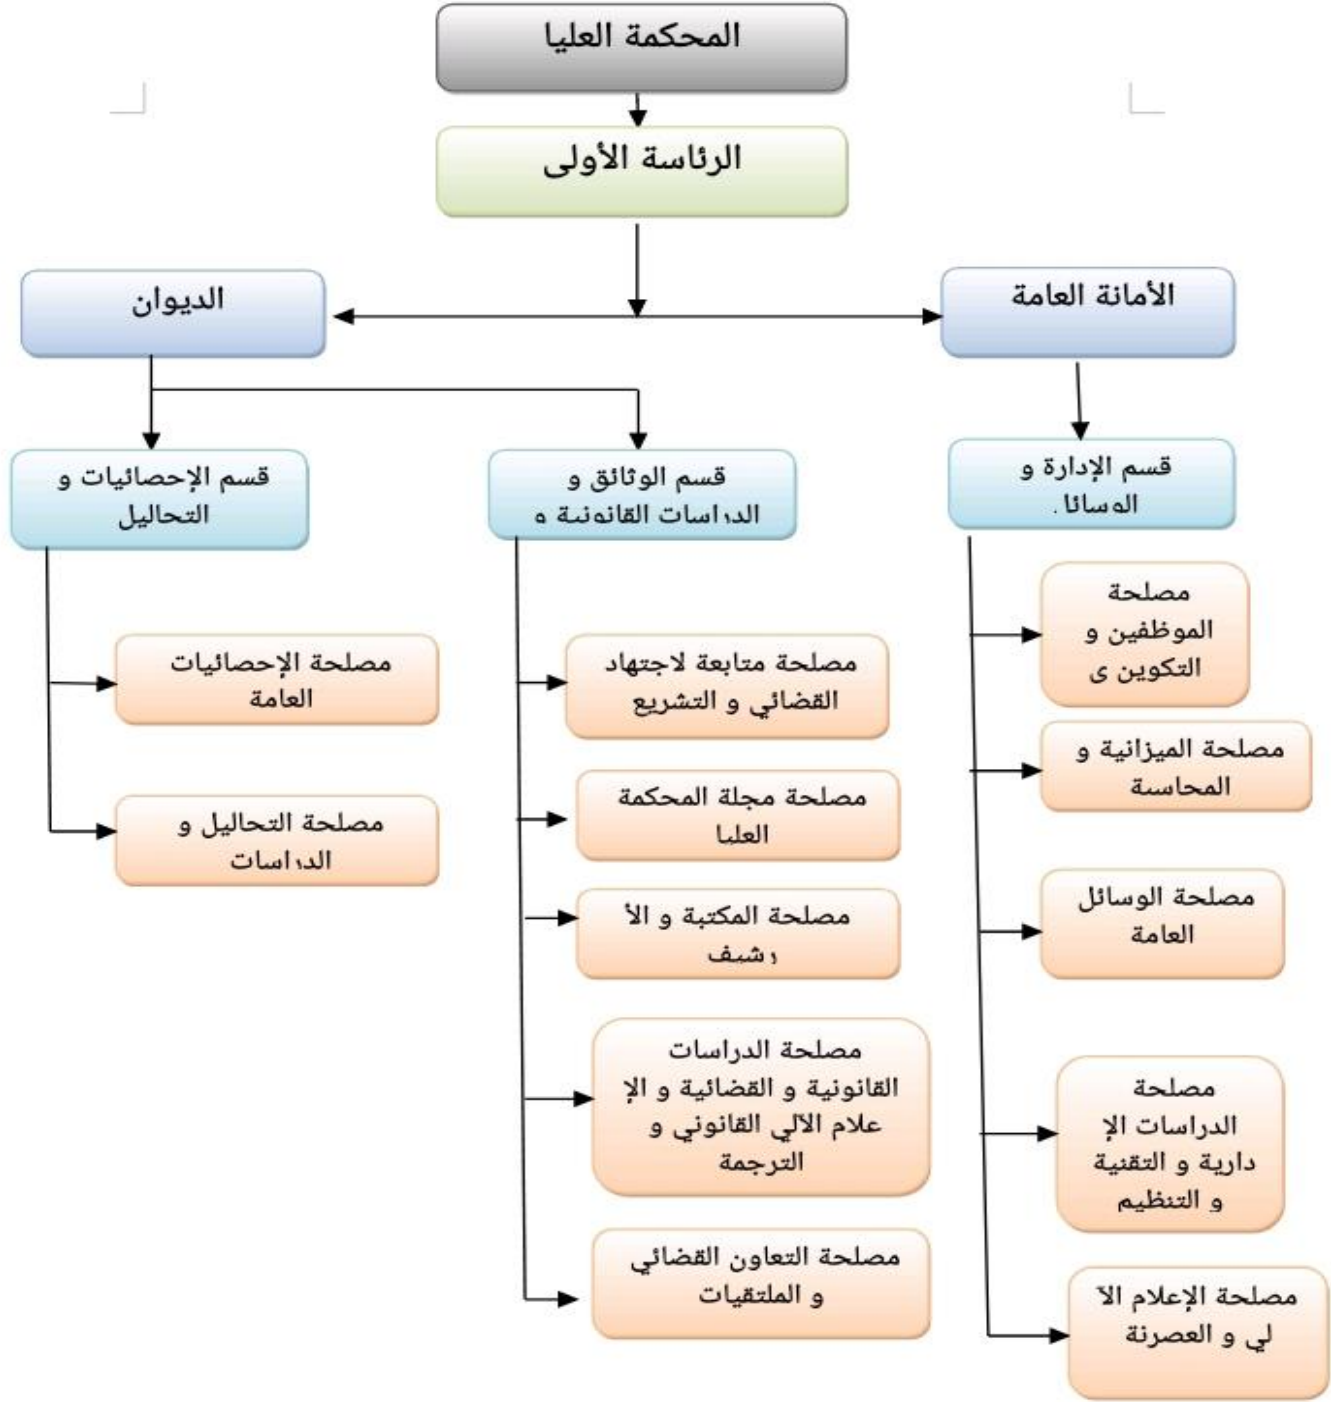 المحكمة العليا
الرئاسة الأولى
الأمانة العامة
الديوان
قسم الإدارة و
الوسائل
قسم الوثائق و
الدراسات القانونية و
قسم الإحصائيات و
التحاليل
مصلحة
الموظفين و
التكوين ى
مصلحة الميزانية و
المحاسبة
مصلحة الوسائل
العامة
مصلحة
الدراسات الإ
دارية و التقنية
و التنظيم
مصلحة الإعلام الآ
لي و العصرنة
مصلحة متابعة لاجتهاد
القضائي و التشريع
مصلحة مجلة المحكمة
العليا
مصلحة المكتبة و الأ
رشيف
مصلحة الدراسات
القانونية و القضائية و الإ
علام الآلي القانوني و
الترجمة
مصلحة التعاون القضائي
و الملتقيات
مصلحة الإحصائيات
العامة
مصلحة التحاليل و
الدراسات